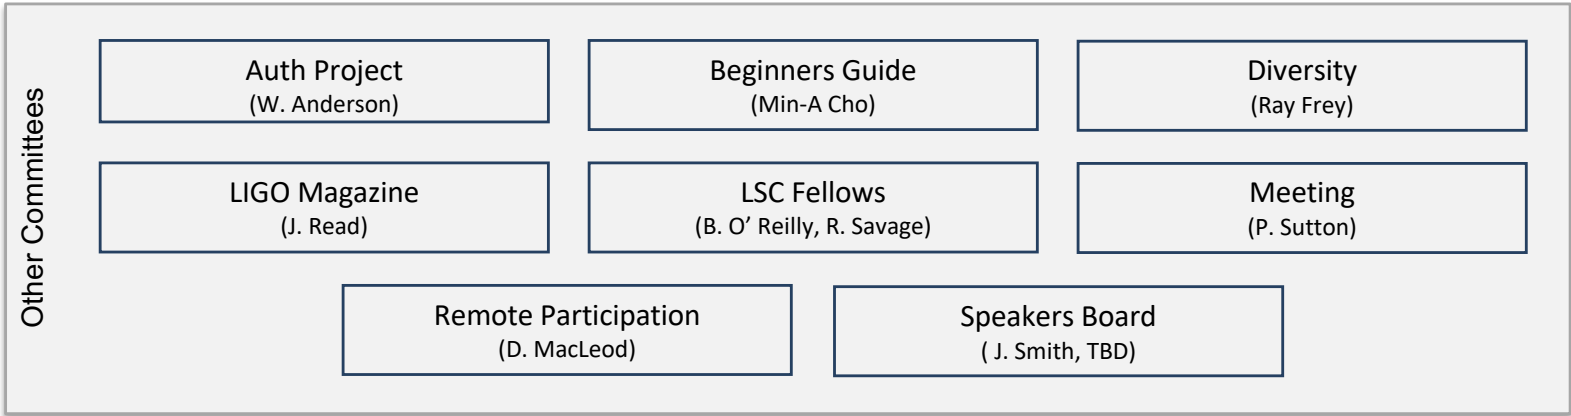 Other Committees
Auth Project
(W. Anderson)
Beginners Guide
(Min-A Cho)
Diversity
(Ray Frey)
LIGO Magazine
(J. Read)
LSC Fellows
(B. O’ Reilly, R. Savage)
Meeting
(P. Sutton)
Remote Participation
(D. MacLeod)
Speakers Board
( J. Smith, TBD)